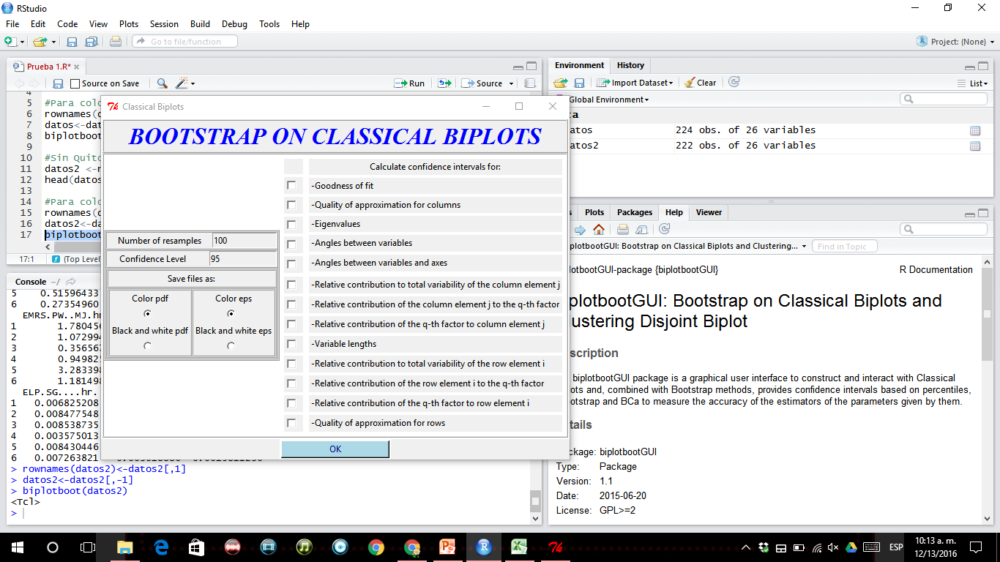 RStudio
File Edit Code View Plots Session Build Debug Tools Help
Go to file/function
Project: (None)
Prueba 1.R*
Source on Save
Run
Source
4
5 #Para colo
6 rownames(d
7 datos<-dat
8 biplotboot
9
10 #Sin Quito
11 datos2 <-r
12 head(datos
13
14 #Para colo
15 rownames(d
16 datos2<-da
17 biplotboot
17:1 (Top Level
Console ~/
5 0.51596433
6 0.27354960
EMRS.PW..MJ.hr
1 1.780456
2 1.07299
3 0.356567
4 0.949825
5 3.283398
6 1.181498
ELP.SG....hr.
1 0.006825208
2 0.008477548
3 0.008538735
4 0.003575013
5 0.008430446
6 0.007263821
> rownames(datos2)<-datos2[,1]
> datos2<-datos2[,-1]
> biplotboot(datos2)
<Tcl>
>
Classical Biplots
BOOTSTRAP ON CLASSICAL BIPLOTS
Number of resamples 100
Confidence Level 95
Save files as:
Color pdf Color eps
Black and white pdf Black and white eps
Calculate confidence intervals for:
-Goodness of fit
-Quality of approximation for columns
-Eigenvalues
-Angles between variables
-Angles between variables and axes
-Relative contribution to total variability of the column element j
-Relative contribution of the column element j to the q-th factor
-Relative contribution of the q-th factor to column element j
-Variable lengths
-Relative contribution to total variability of the row element i
-Relative contribution of the row element i to the q-th factor
-Relative contribution of the q-th factor to row element i
-Quality of approximation for rows
OK
Environment History
Import Dataset Clear List
Global Environment
ta
atos 224 obs. of 26 variables
atos2 222 obs. of 26 variables
s Plots Packages Help Viewer
plotbootGUI: Bootstrap on Classical Biplots and Clustering... Find in Topic
lotbootGUI-package {biplotbootGUI} R Documentation
plotbootGUI: Bootstrap on Classical Biplots and
lustering Disjoint Biplot
scription
biplotbootGUI package is a graphical user interface to construct and interact with Classical
ots and, combined with Bootstrap methods, provides confidence intervals based on percentiles,
otstrap and BCa to measure the accuracy of the estimators of the parameters given by them.
tails
ckage: biplotbootGUI
Type: Package
Version: 1.1
Date: 2015-06-20
License: GPL>=2
ESP
10:13 a. m.
12/13/2016